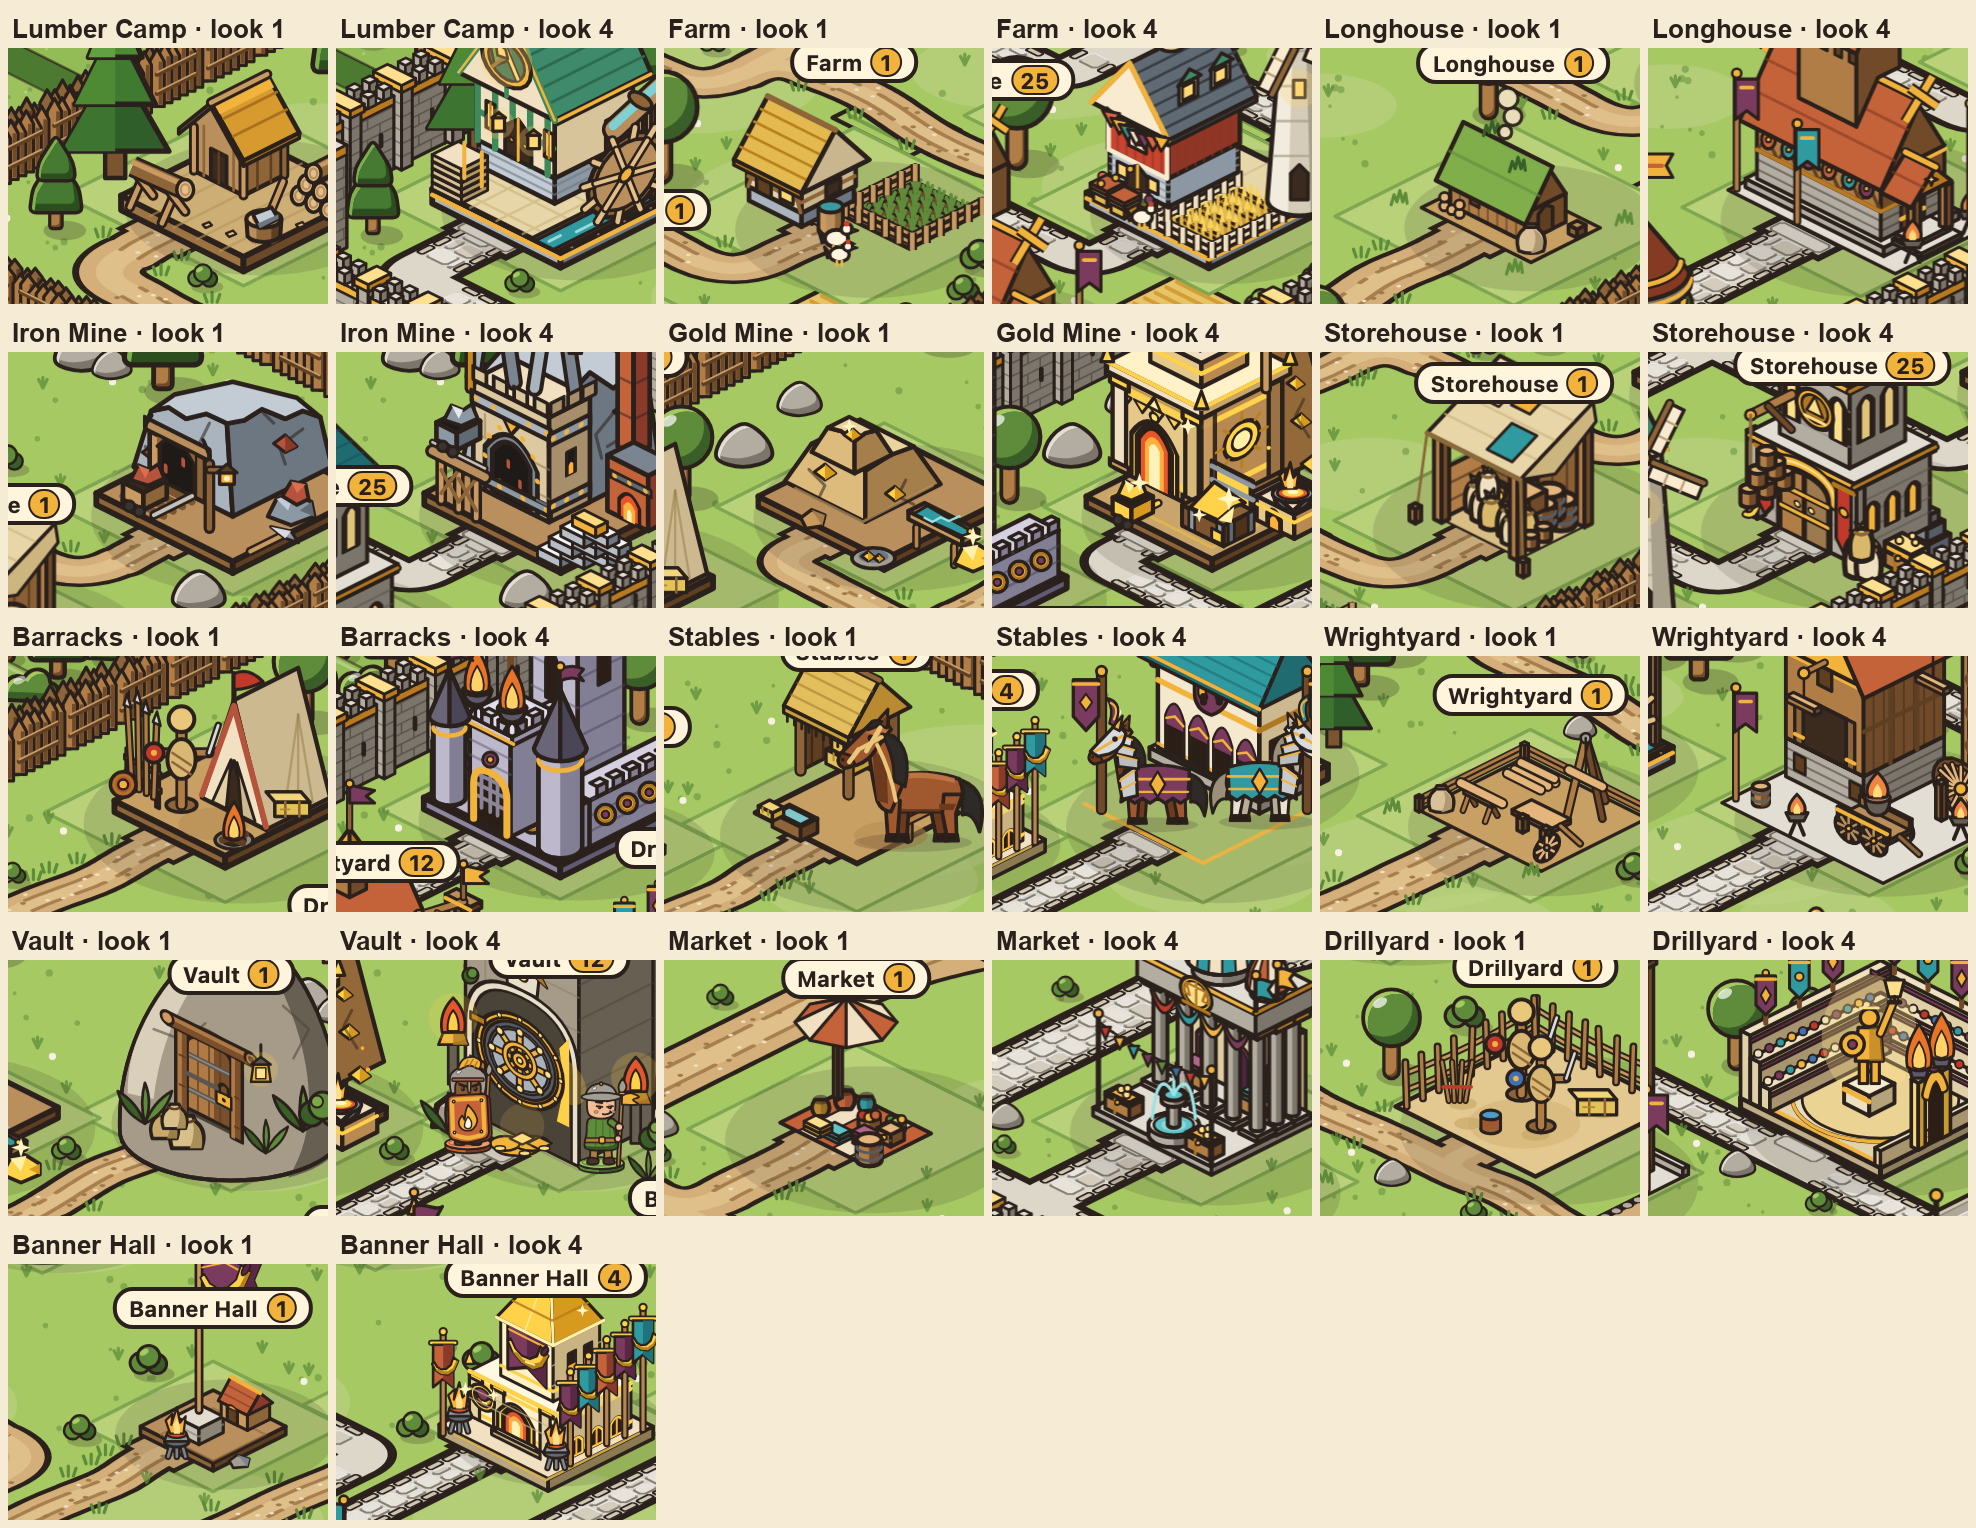 Lumber Camp · look 1
Lumber Camp · look 4
Farm · look 1
Farm · look 4
Longhouse · look 1
Longhouse · look 4
Farm 1
1
e 25
Longhouse 1
Iron Mine · look 1
Iron Mine · look 4
Gold Mine · look 1
Gold Mine · look 4
Storehouse · look 1
Storehouse · look 4
e 1
25
Storehouse 1
Storehouse 25
Barracks · look 1
Barracks · look 4
Stables · look 1
Stables · look 4
Wrightyard · look 1
Wrightyard · look 4
Dr
tyard 12
Dr
Stables 1
4
Wrightyard 1
Vault · look 1
Vault · look 4
Market · look 1
Market · look 4
Drillyard · look 1
Drillyard · look 4
Vault 1
Vault 12
B
Market 1
Drillyard 1
Banner Hall · look 1
Banner Hall · look 4
Banner Hall 1
Banner Hall 4